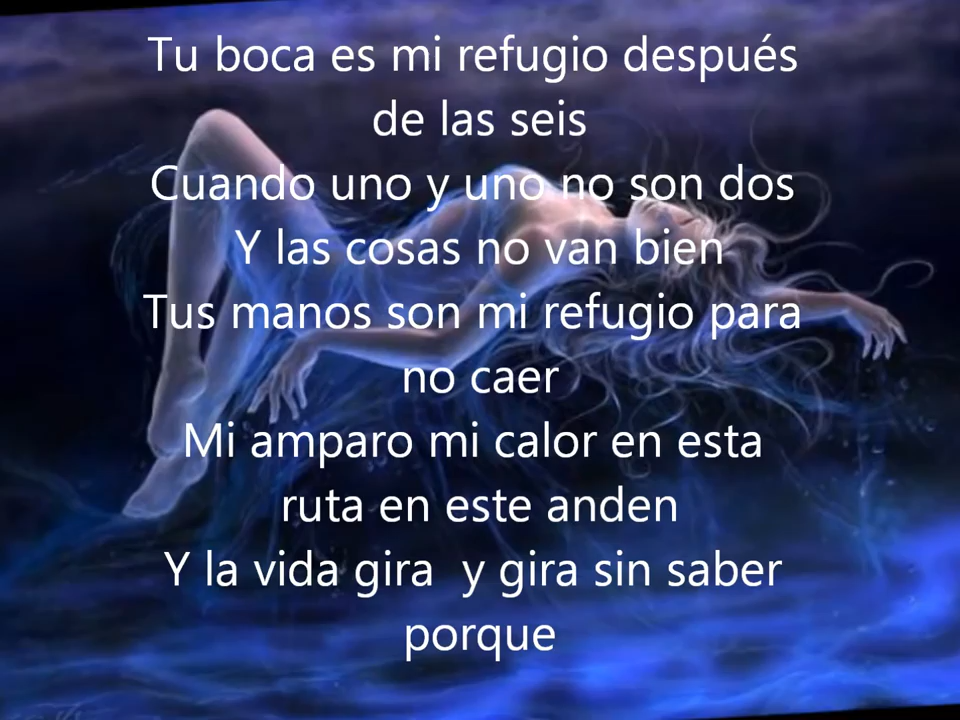 Tu boca es mi refugio después
de las seis
Cuando uno y uno no son dos
Y las cosas no van bien
Tus manos son mi refugio para
no caer
Mi amparo mi calor en esta
ruta en este anden
Y la vida gira  y gira sin saber
porque